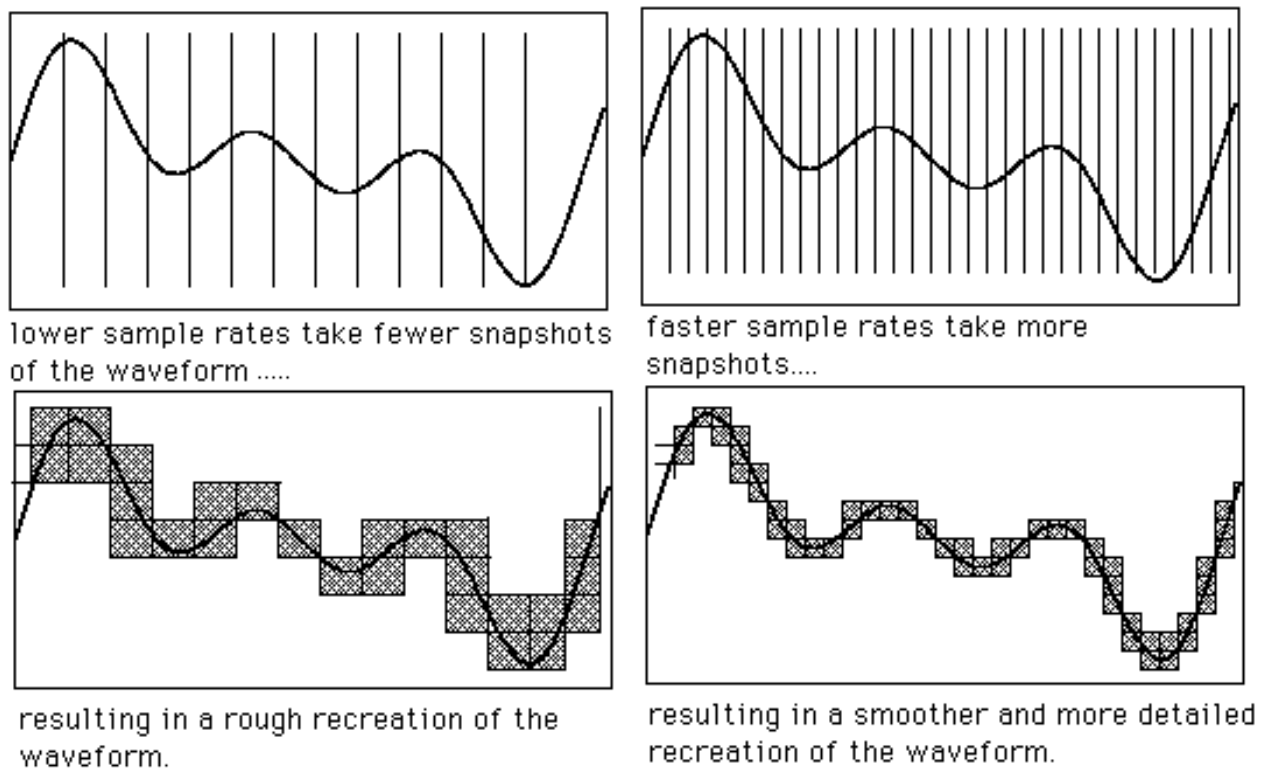 lower sample rates take fewer snapshots
of the waveform .....
faster sample rates take more
snapshots....
resulting in a rough recreation of the
waveform.
resulting in a smoother and more detailed
recreation of the waveform.